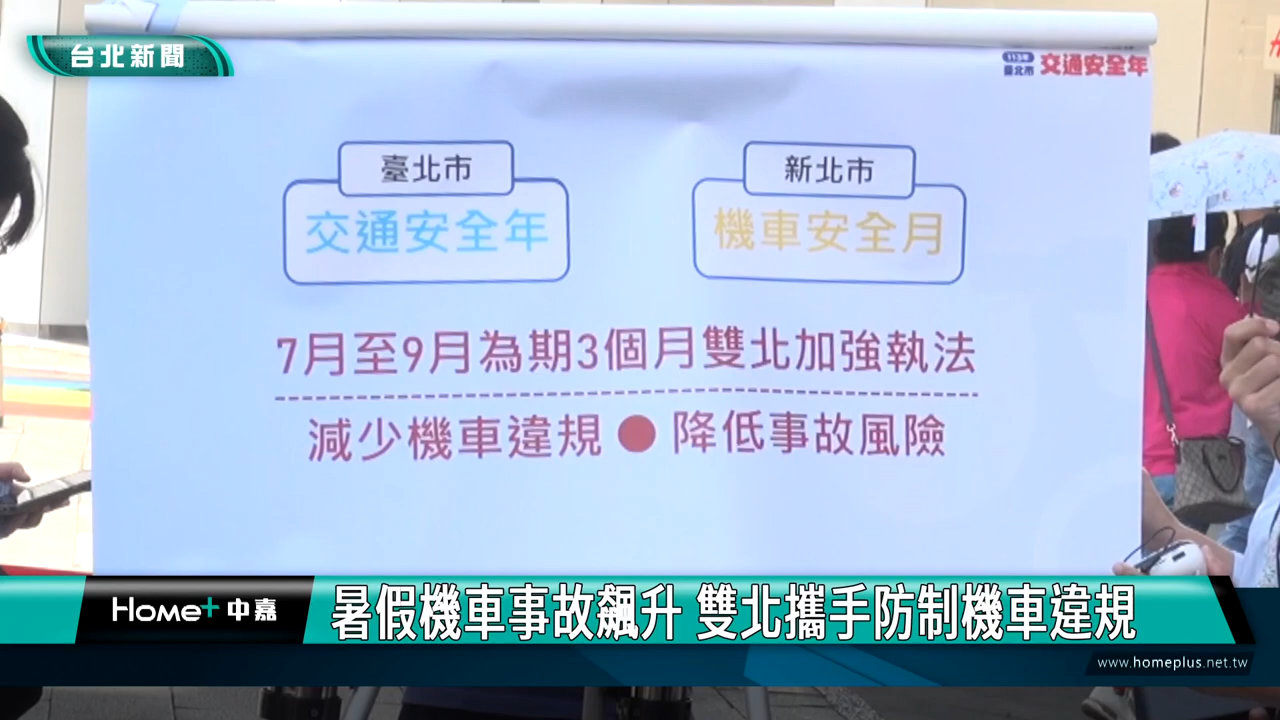 台北新聞
113年
臺北市 交通安全年
臺北市
交通安全年
新北市
機車安全月
7月至9月為期3個月雙北加強執法
減少機車違規 ● 降低事故風險
Home+ 中嘉
暑假機車事故飆升 雙北攜手防制機車違規
www.homeplus.net.tw